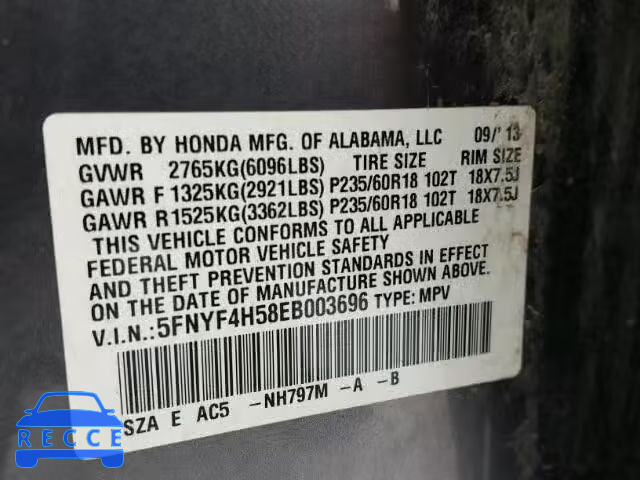 MFD. BY HONDA MFG. OF ALABAMA, LLC 09/'13
GVWR 2765KG(6096LBS) TIRE SIZE RIM SIZE
GAWR F 1325KG(2921LBS) P235/60R18 102T 18X7.5J
GAWR R 1525KG(3362LBS) P235/60R18 102T 18X7.5J
THIS VEHICLE CONFORMS TO ALL APPLICABLE
FEDERAL MOTOR VEHICLE SAFETY
AND THEFT PREVENTION STANDARDS IN EFFECT
ON THE DATE OF MANUFACTURE SHOWN ABOVE.
V.I.N.:5FNYF4H58EB003696 TYPE: MPV
SZA E AC5 -NH797M -A -B
RECCE